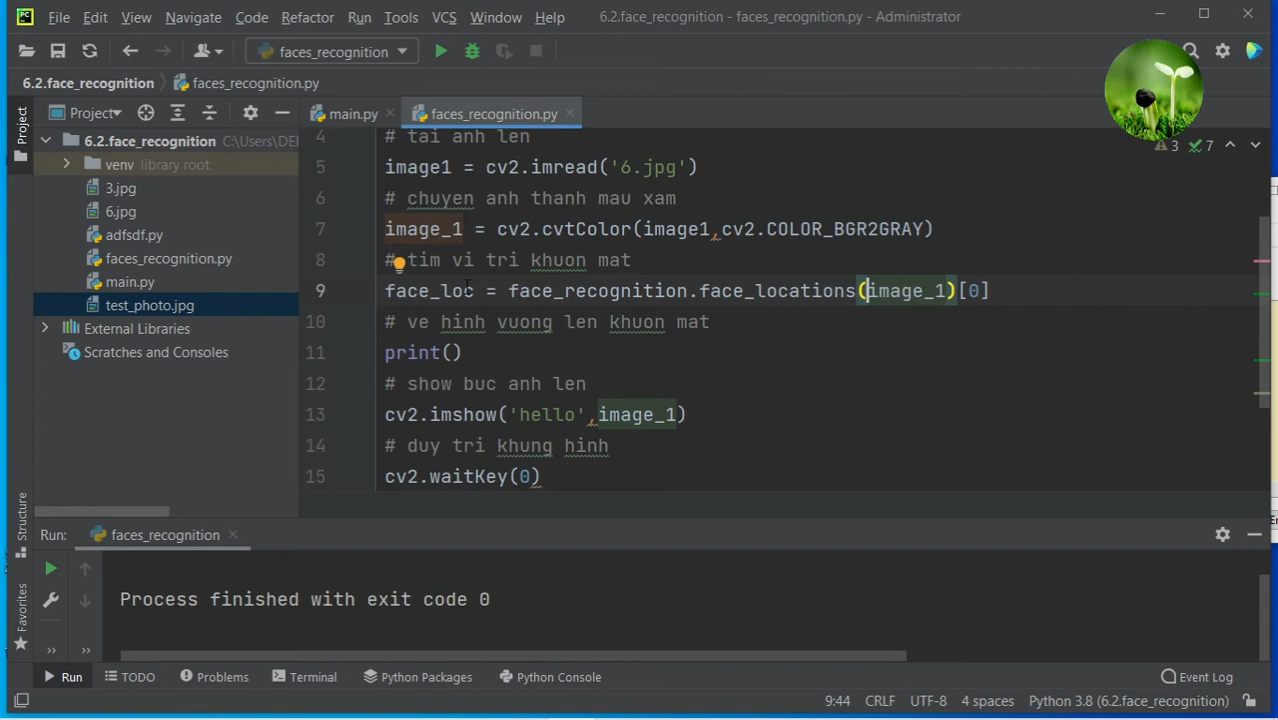 PC File Edit View Navigate Code Refactor Run Tools VCS Window Help 6.2.face_recognition - faces_recognition.py - Administrator
faces_recognition
6.2.face_recognition faces_recognition.py
Project main.py faces_recognition.py
Project
6.2.face_recognition C:\Users\DEL
venv library root
3.jpg
6.jpg
adfsdf.py
faces_recognition.py
main.py
test_photo.jpg
External Libraries
Scratches and Consoles
3 7
4 # tai anh len
5 image1 = cv2.imread('6.jpg')
6 # chuyen anh thanh mau xam
7 image_1 = cv2.cvtColor(image1,cv2.COLOR_BGR2GRAY)
8 # tim vi tri khuon mat
9 face_loc = face_recognition.face_locations(image_1)[0]
10 # ve hinh vuong len khuon mat
11 print()
12 # show buc anh len
13 cv2.imshow('hello',image_1)
14 # duy tri khung hinh
15 cv2.waitKey(0)
Structure
Favorites
Run: faces_recognition
Process finished with exit code 0
Run TODO Problems Terminal Python Packages Python Console Event Log
9:44 CRLF UTF-8 4 spaces Python 3.8 (6.2.face_recognition)